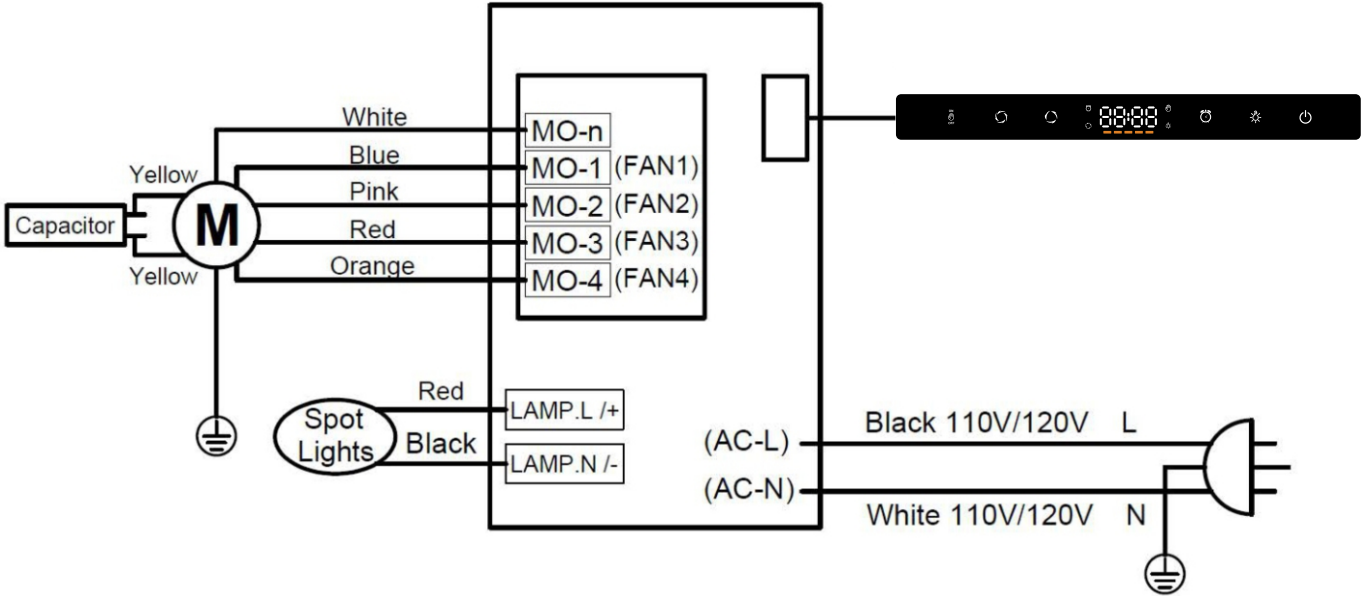 White
MO-n
Blue
MO-1 (FAN1)
Yellow
Pink
MO-2 (FAN2)
Capacitor
M
Red
MO-3 (FAN3)
Yellow
Orange
MO-4 (FAN4)
88:88
Red
LAMP.L /+
Spot
Lights
Black
LAMP.N /-
(AC-L)
Black 110V/120V L
(AC-N)
White 110V/120V N